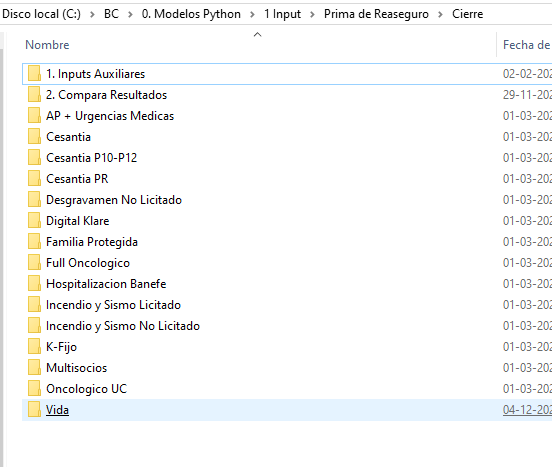 Disco local (C:) > BC > 0. Modelos Python > 1 Input > Prima de Reaseguro > Cierre
Nombre Fecha de
1. Inputs Auxiliares 02-02-202
2. Compara Resultados 29-11-202
AP + Urgencias Medicas 01-03-202
Cesantia 01-03-202
Cesantia P10-P12 01-03-202
Cesantia PR 01-03-202
Desgravamen No Licitado 01-03-202
Digital Klare 01-03-202
Familia Protegida 01-03-202
Full Oncologico 01-03-202
Hospitalizacion Banefe 01-03-202
Incendio y Sismo Licitado 01-03-202
Incendio y Sismo No Licitado 01-03-202
K-Fijo 01-03-202
Multisocios 01-03-202
Oncologico UC 01-03-202
Vida 04-12-202